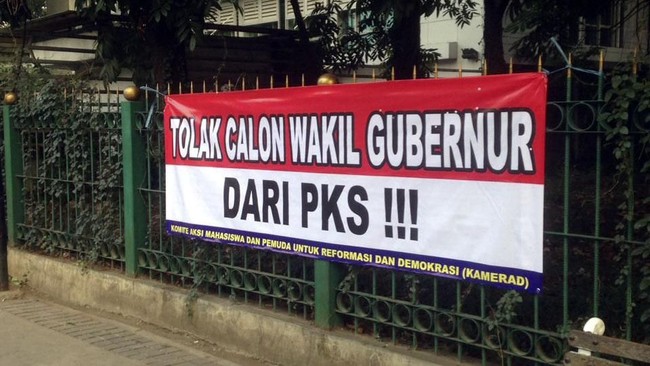 TOLAK CALON WAKIL GUBERNUR
DARI PKS !!!
KOMITE AKSI MAHASISWA DAN PEMUDA UNTUK REFORMASI DAN DEMOKRASI (KAMERAD)